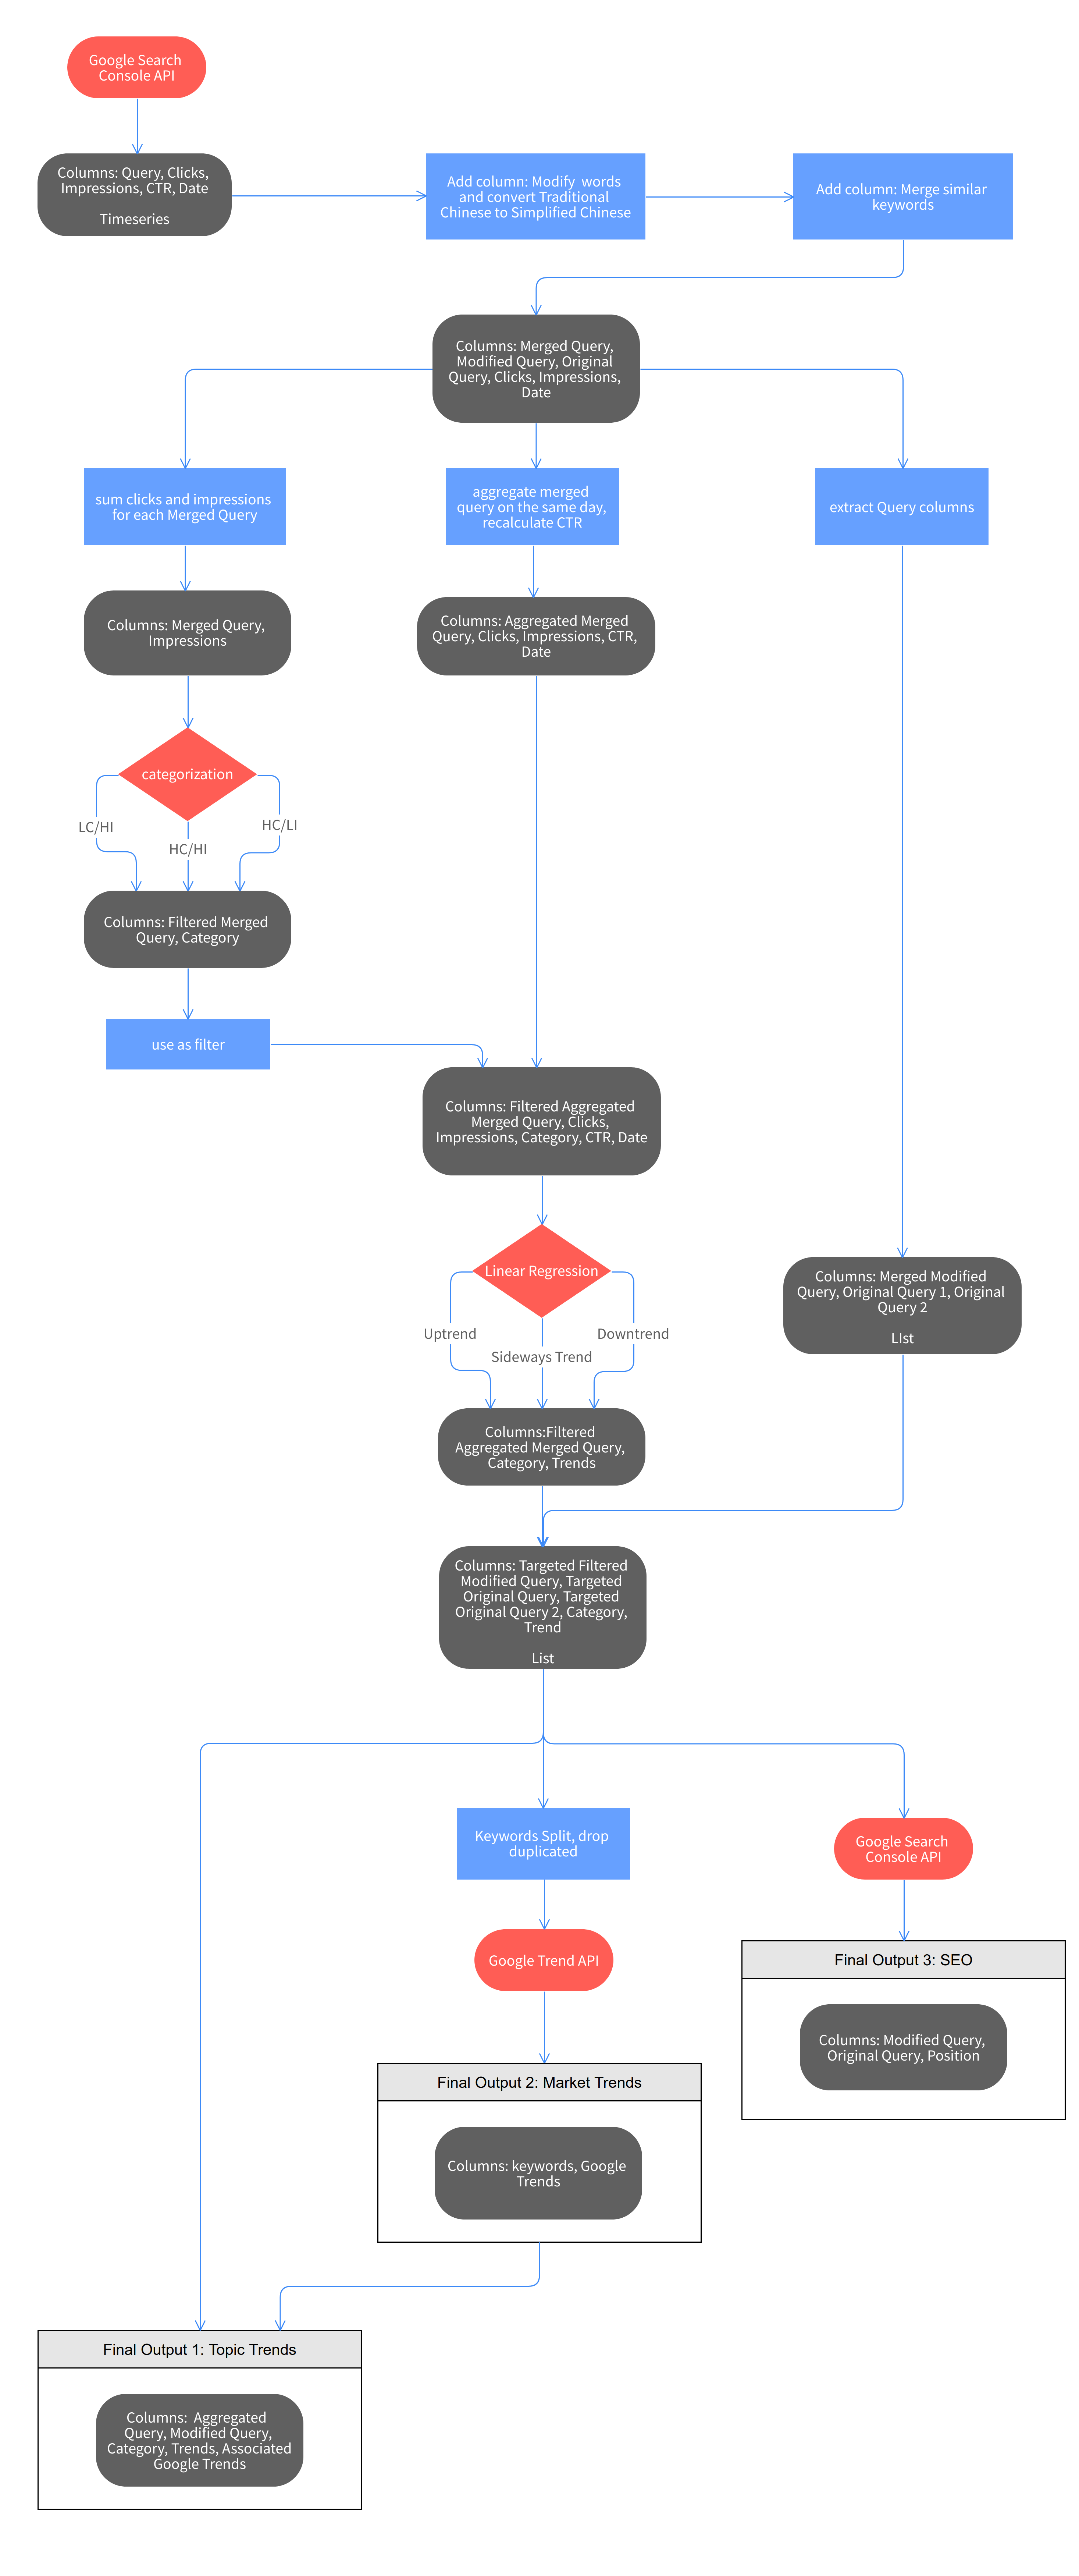 Google Search
Console API
Columns: Query, Clicks,
Impressions, CTR, Date
Timeseries
Add column: Modify words
and convert Traditional
Chinese to Simplified Chinese
Add column: Merge similar
keywords
Columns: Merged Query,
Modified Query, Original
Query, Clicks, Impressions,
Date
sum clicks and impressions
for each Merged Query
aggregate merged
query on the same day,
recalculate CTR
extract Query columns
Columns: Merged Query,
Impressions
Columns: Aggregated Merged
Query, Clicks, Impressions, CTR,
Date
categorization
LC/HI
HC/HI
HC/LI
Columns: Filtered Merged
Query, Category
use as filter
Columns: Filtered Aggregated
Merged Query, Clicks,
Impressions, Category, CTR, Date
Linear Regression
Uptrend
Sideways Trend
Downtrend
Columns: Merged Modified
Query, Original Query 1, Original
Query 2
LIst
Columns:Filtered
Aggregated Merged Query,
Category, Trends
Columns: Targeted Filtered
Modified Query, Targeted
Original Query, Targeted
Original Query 2, Category,
Trend
List
Keywords Split, drop
duplicated
Google Search
Console API
Google Trend API
Final Output 3: SEO
Columns: Modified Query,
Original Query, Position
Final Output 2: Market Trends
Columns: keywords, Google
Trends
Final Output 1: Topic Trends
Columns: Aggregated
Query, Modified Query,
Category, Trends, Associated
Google Trends